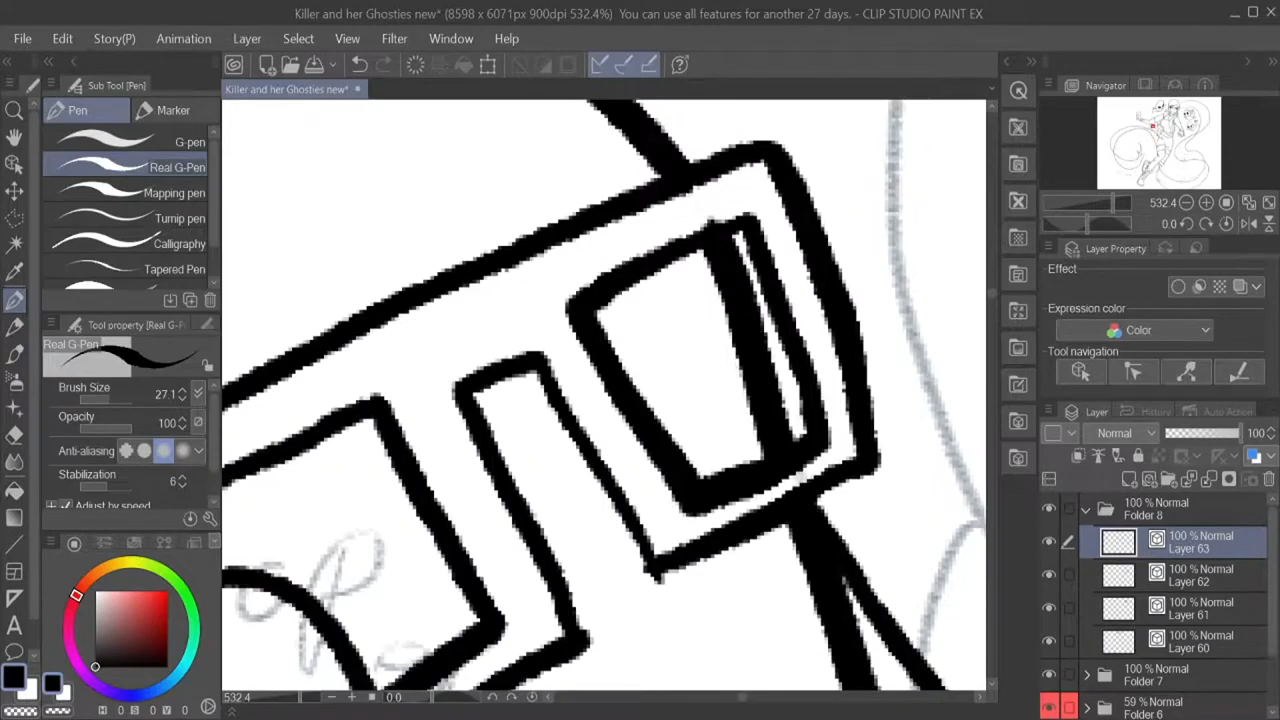 Killer and her Ghosties new* (8598 x 6071px 900dpi 532.4%) You can use all features for another 27 days. - CLIP STUDIO PAINT EX
File Edit Story(P) Animation Layer Select View Filter Window Help
Sub Tool [Pen]
Killer and her Ghosties new*
Navigator
Pen Marker
G-pen
Real G-Pen
Mapping pen
Turnip pen
Calligraphy
Tapered Pen
Tool property [Real G-Pe
Real G-Pen
Brush Size 27.1
Opacity 100
Anti-aliasing
Stabilization 6
Adjust by speed
H 0 S 0 V 0
532.4 0.0
532.4
0.0
Layer Property
Effect
Expression color
Color
Tool navigation
Layer History Auto Action
Normal 100
100 % Normal
Folder 8
100 % Normal
Layer 63
100 % Normal
Layer 62
100 % Normal
Layer 61
100 % Normal
Layer 60
100 % Normal
Folder 7
59 % Normal
Folder 6